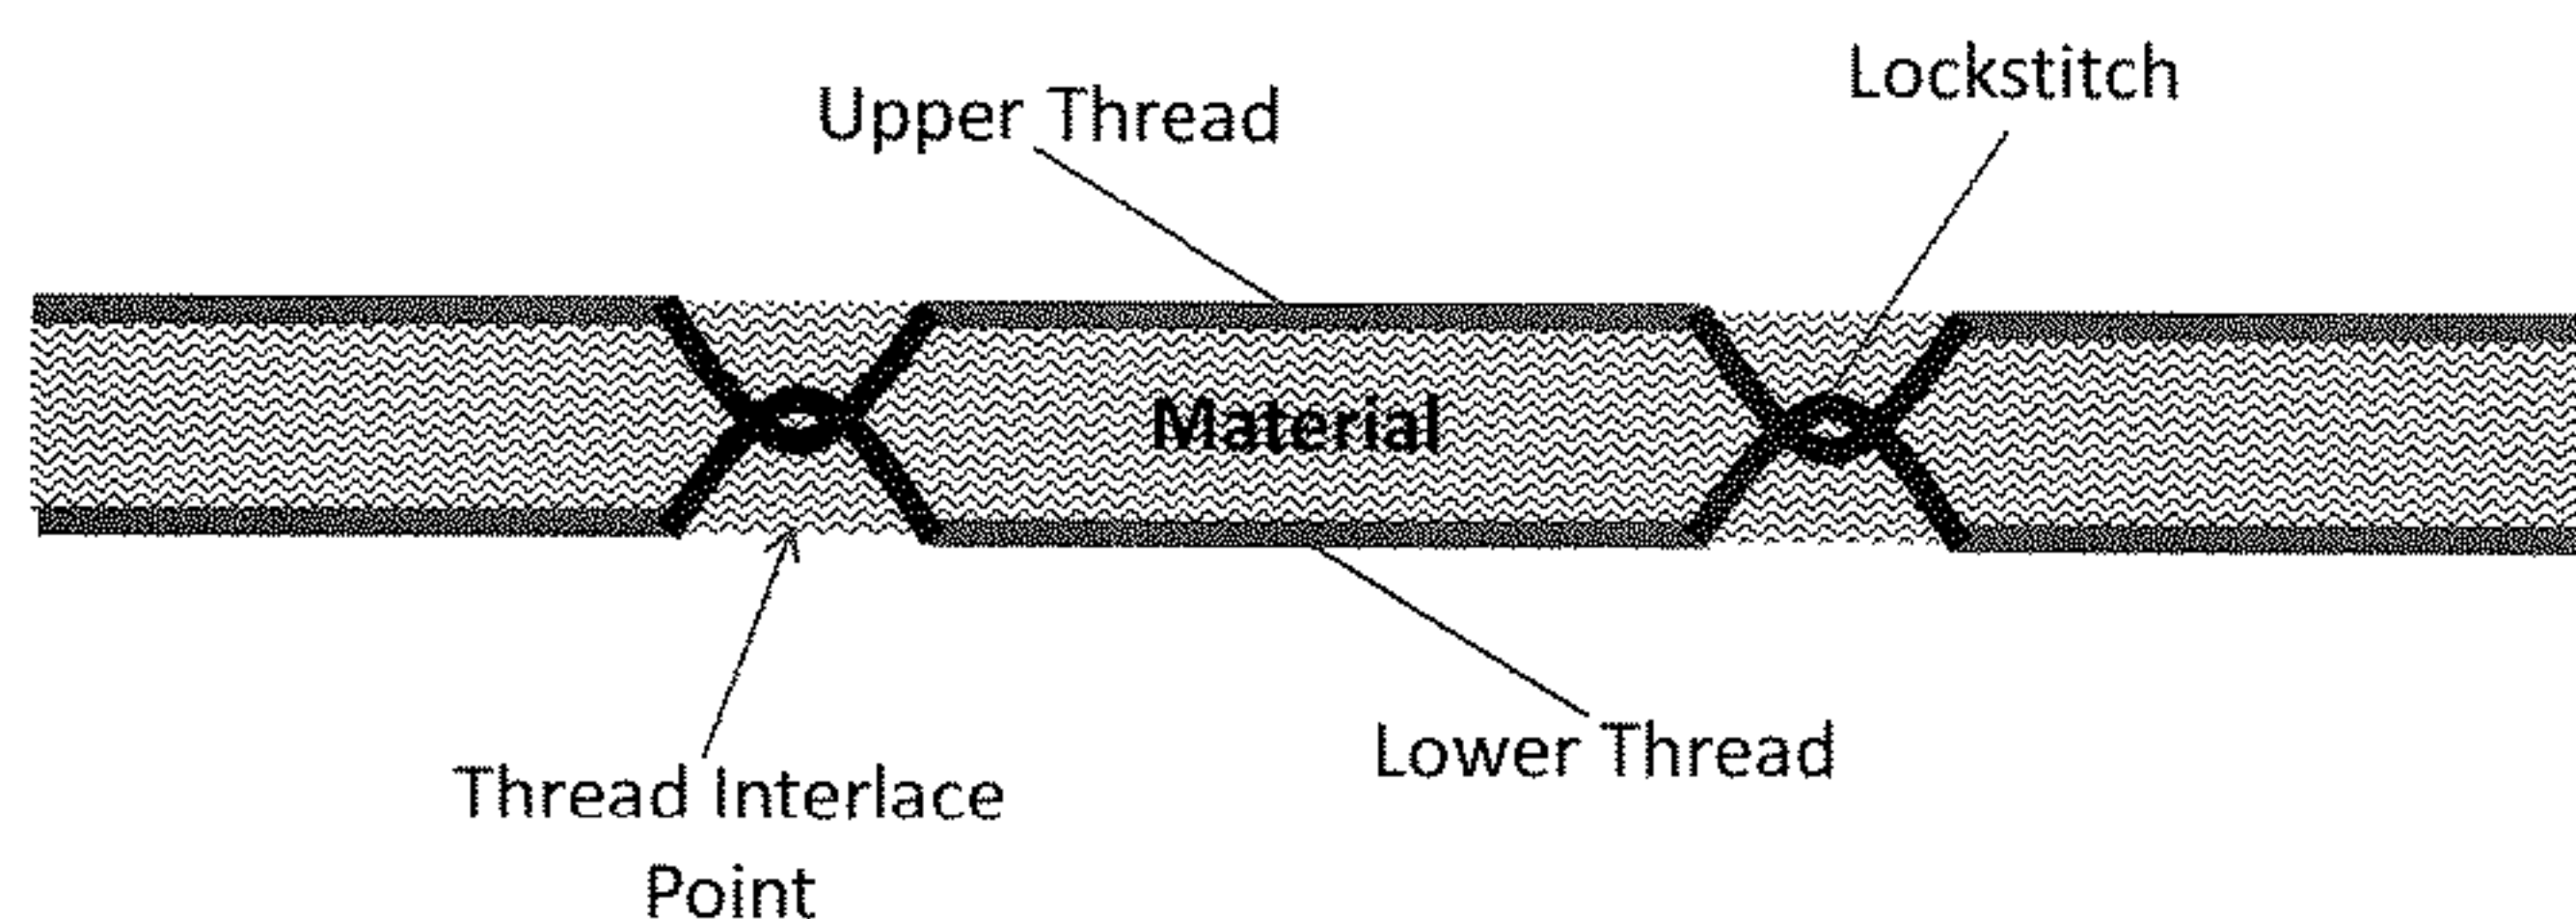 Lockstitch
Upper Thread
Material
Lower Thread
Thread Interlace
Point